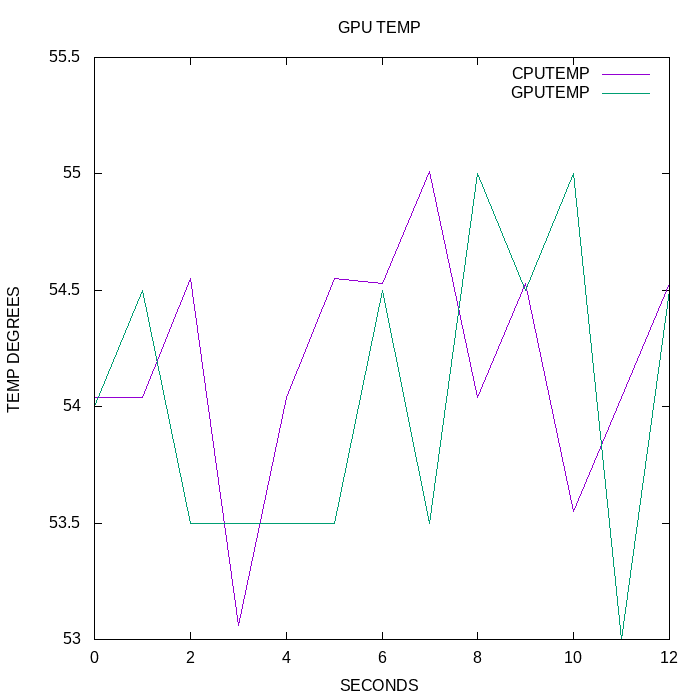 GPU TEMP
55.5
CPUTEMP
GPUTEMP
55
54.5
TEMP DEGREES
54
53.5
53
0 2 4 6 8 10 12
SECONDS